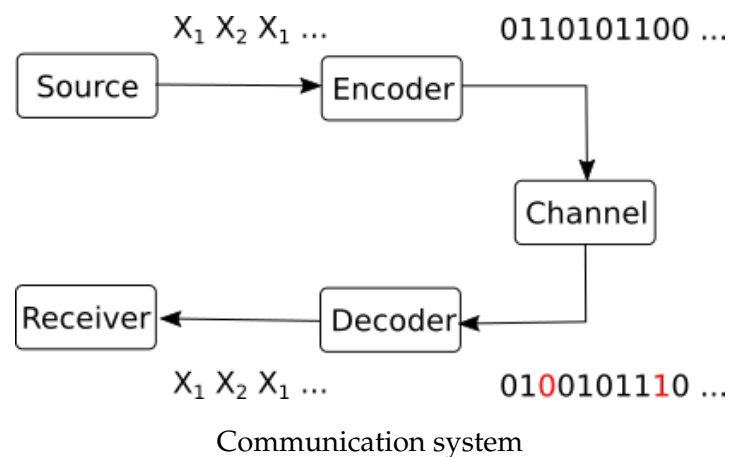 X₁ X₂ X₁ ...
0110101100 ...
Source
Encoder
Channel
Receiver
Decoder
X₁ X₂ X₁ ...
0100101110 ...
Communication system